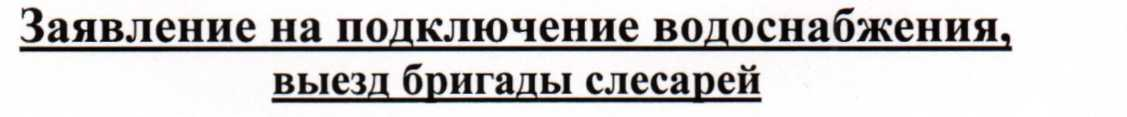 Заявление на подключение водоснабжения,
выезд бригады слесарей